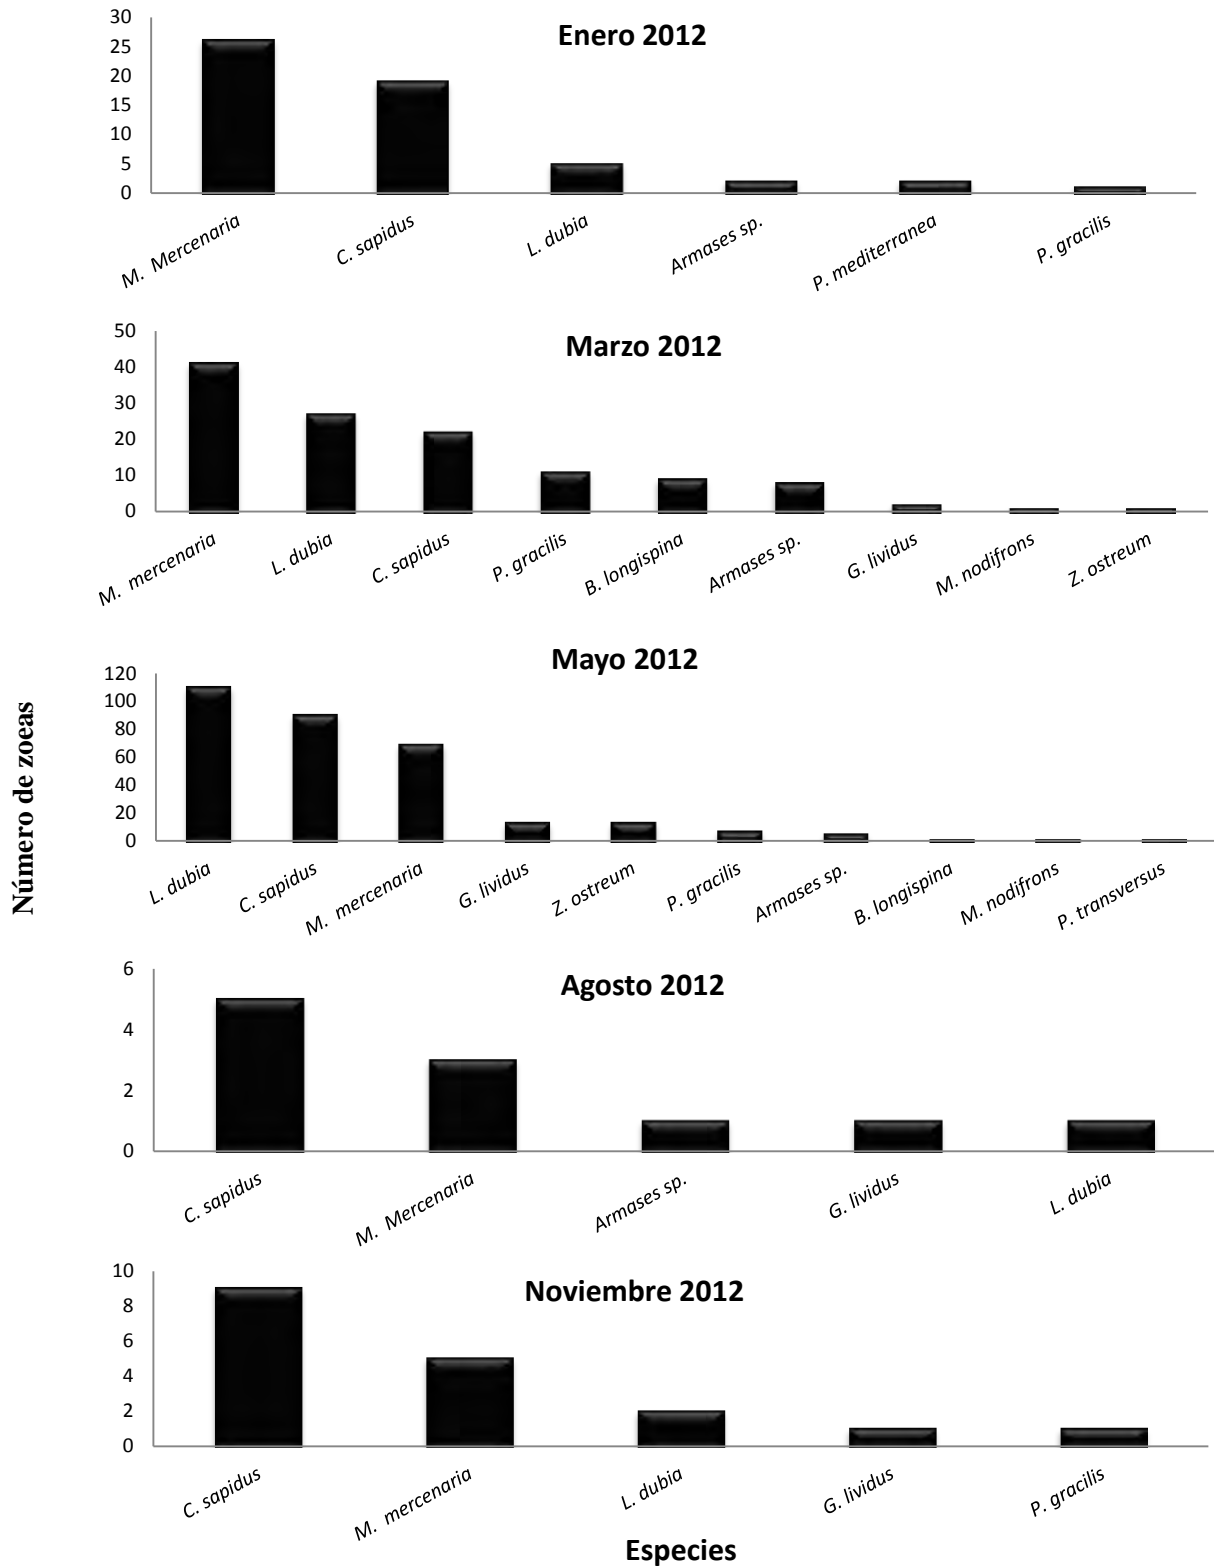 Número de zoeas
Enero 2012
30
25
20
15
10
5
0
M. Mercenaria
C. sapidus
L. dubia
Armases sp.
P. mediterranea
P. gracilis
Marzo 2012
50
40
30
20
10
0
M. mercenaria
L. dubia
C. sapidus
P. gracilis
B. longispina
Armases sp.
G. lividus
M. nodifrons
Z. ostreum
Mayo 2012
120
100
80
60
40
20
0
L. dubia
C. sapidus
M. mercenaria
G. lividus
Z. ostreum
P. gracilis
Armases sp.
B. longispina
M. nodifrons
P. transversus
Agosto 2012
6
4
2
0
C. sapidus
M. Mercenaria
Armases sp.
G. lividus
L. dubia
Noviembre 2012
10
8
6
4
2
0
C. sapidus
M. mercenaria
L. dubia
G. lividus
P. gracilis
Especies